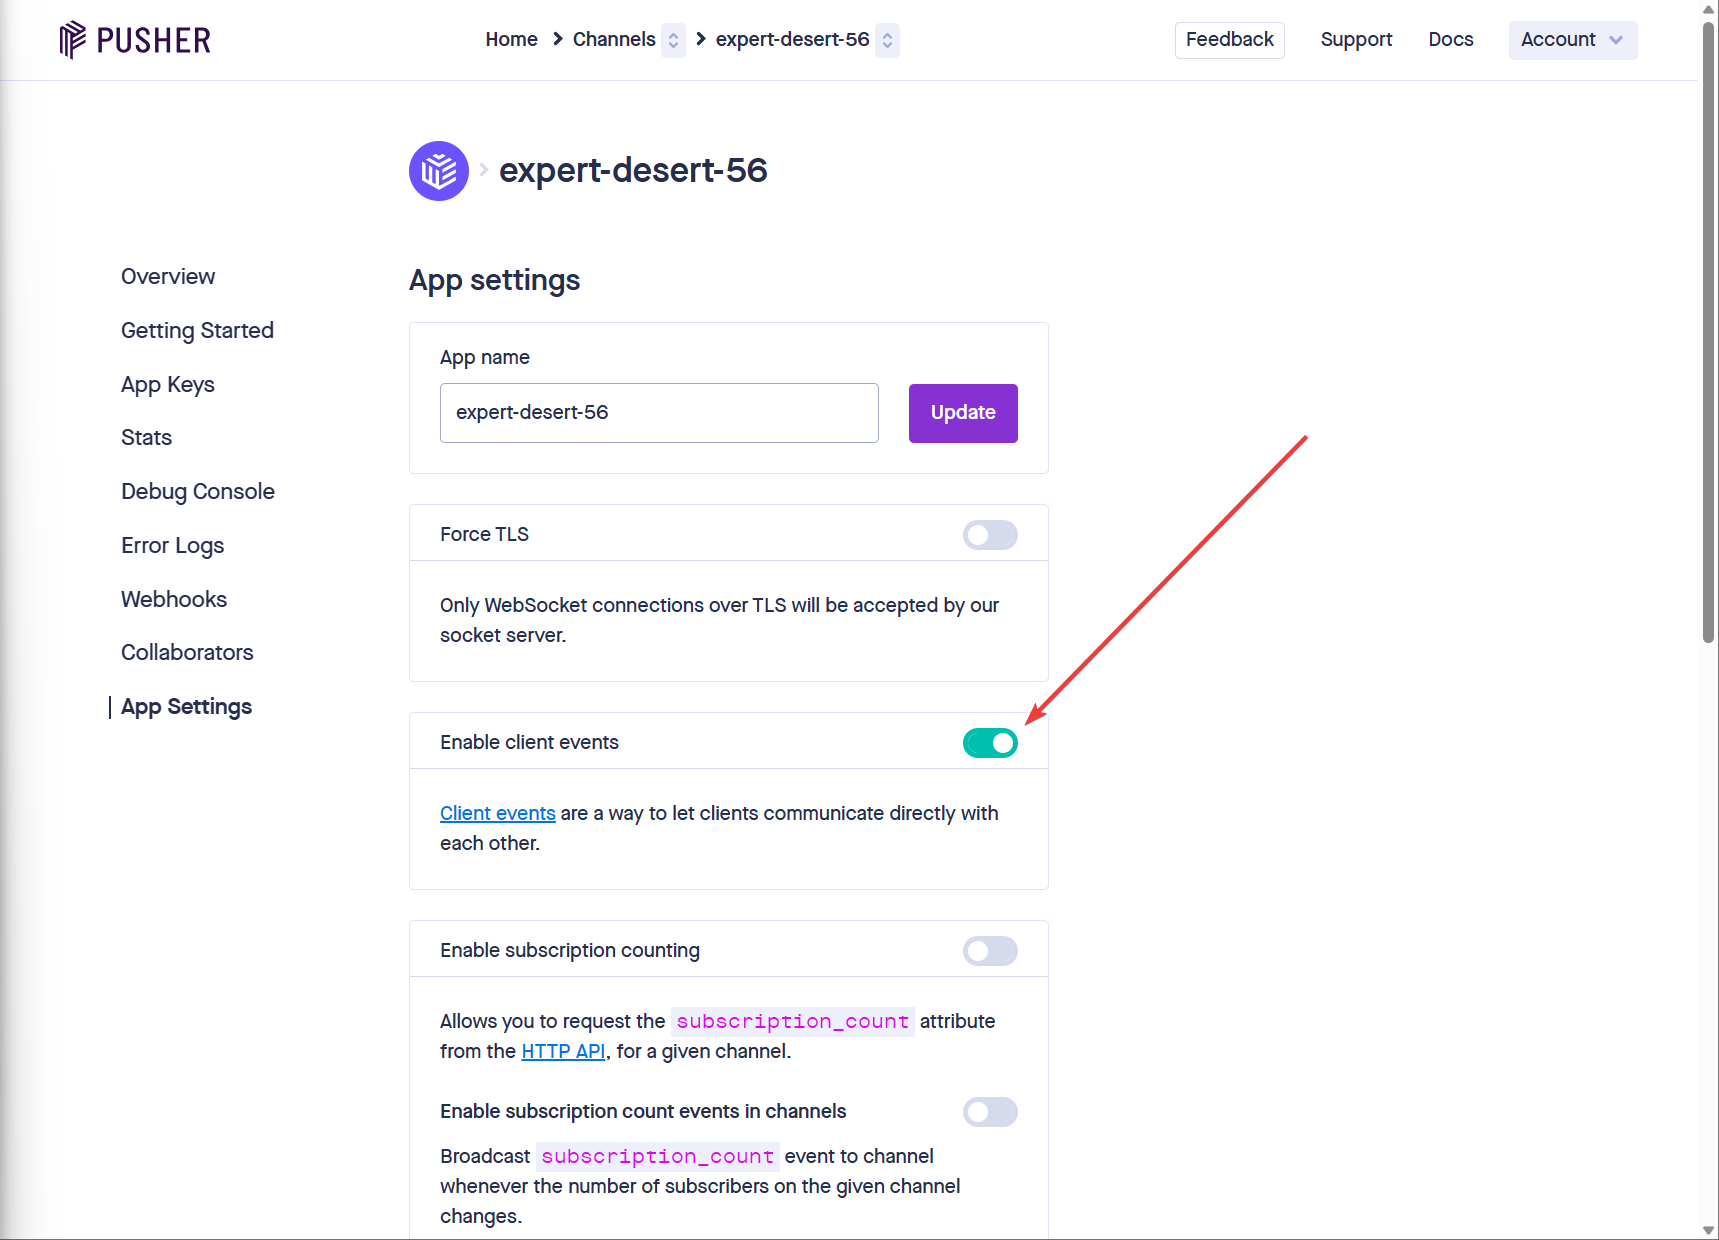 PUSHER
Home Channels expert-desert-56
Feedback Support Docs Account
expert-desert-56
Overview
Getting Started
App Keys
Stats
Debug Console
Error Logs
Webhooks
Collaborators
App Settings
App settings
App name
expert-desert-56
Update
Force TLS
Only WebSocket connections over TLS will be accepted by our
socket server.
Enable client events
Client events are a way to let clients communicate directly with
each other.
Enable subscription counting
Allows you to request the subscription_count attribute
from the HTTP API, for a given channel.
Enable subscription count events in channels
Broadcast subscription_count event to channel
whenever the number of subscribers on the given channel
changes.